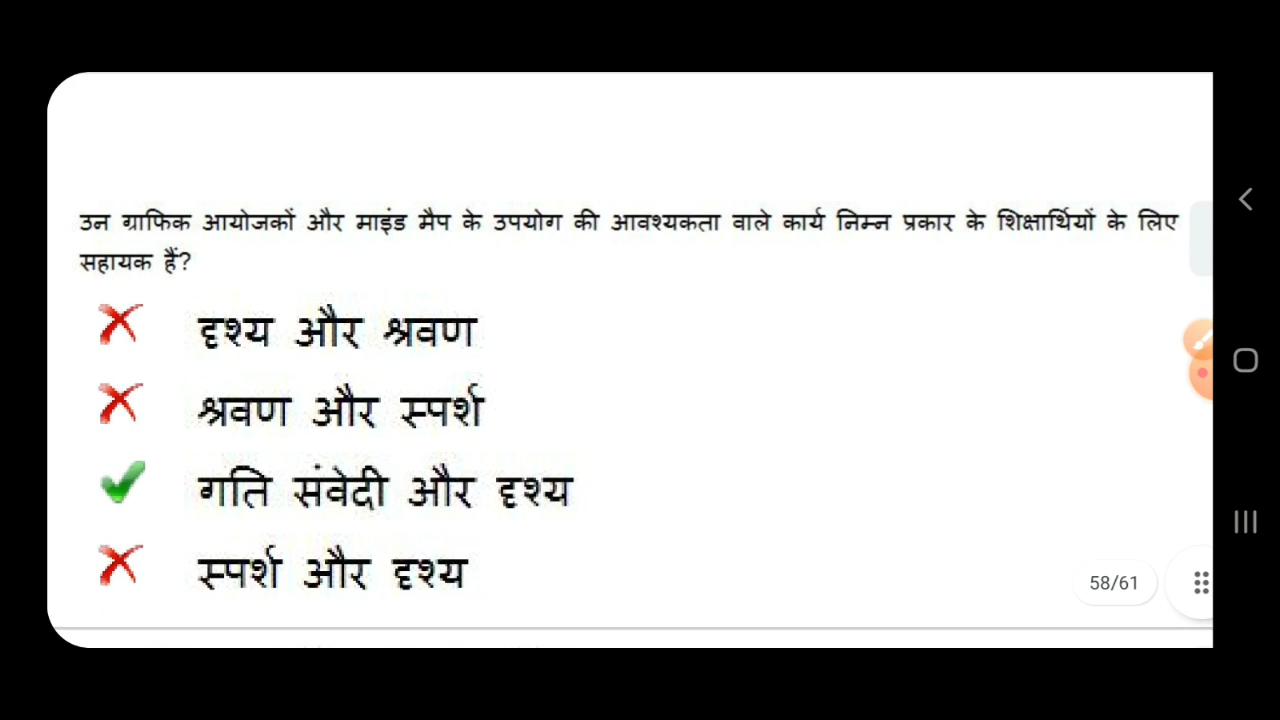 उन ग्राफिक आयोजकों और माइंड मैप के उपयोग की आवश्यकता वाले कार्य निम्न प्रकार के शिक्षार्थियों के लिए
सहायक हैं?
दृश्य और श्रवण
श्रवण और स्पर्श
गति संवेदी और दृश्य
स्पर्श और दृश्य
58/61